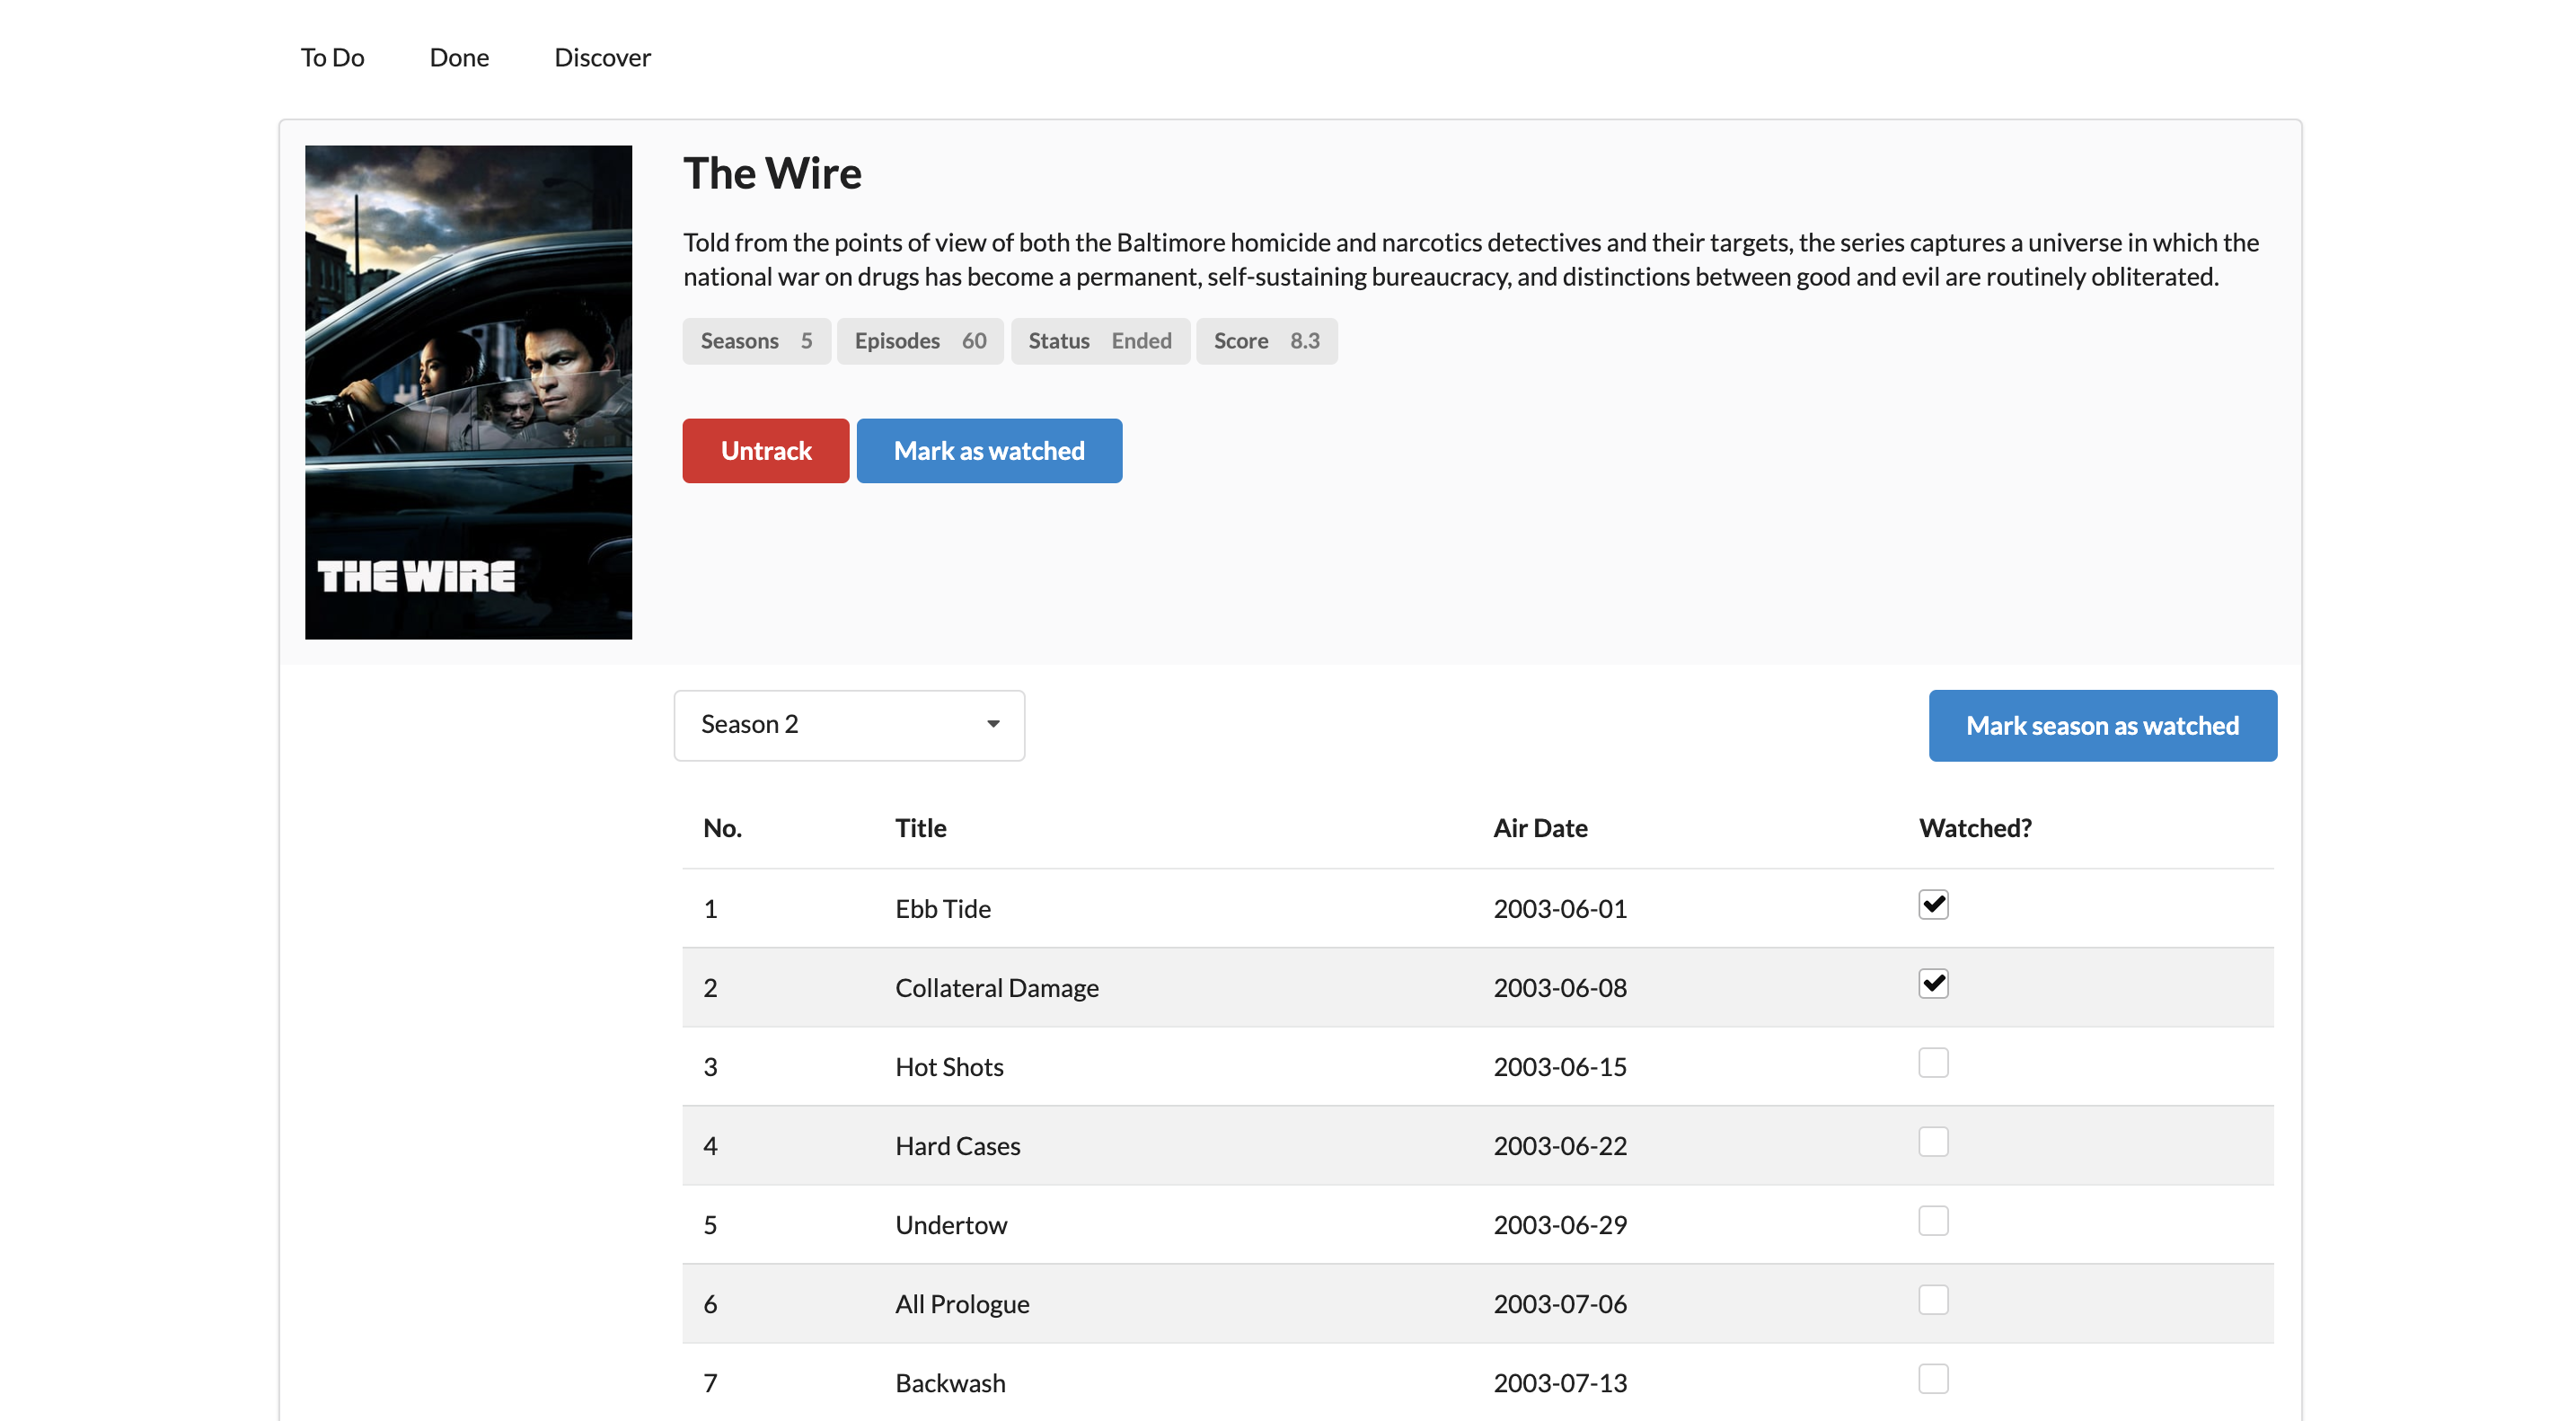 To Do Done Discover
The Wire
Told from the points of view of both the Baltimore homicide and narcotics detectives and their targets, the series captures a universe in which the
national war on drugs has become a permanent, self-sustaining bureaucracy, and distinctions between good and evil are routinely obliterated.
Seasons 5 Episodes 60 Status Ended Score 8.3
Untrack Mark as watched
THE WIRE
Season 2 Mark season as watched
No. Title Air Date Watched?
1 Ebb Tide 2003-06-01
2 Collateral Damage 2003-06-08
3 Hot Shots 2003-06-15
4 Hard Cases 2003-06-22
5 Undertow 2003-06-29
6 All Prologue 2003-07-06
7 Backwash 2003-07-13